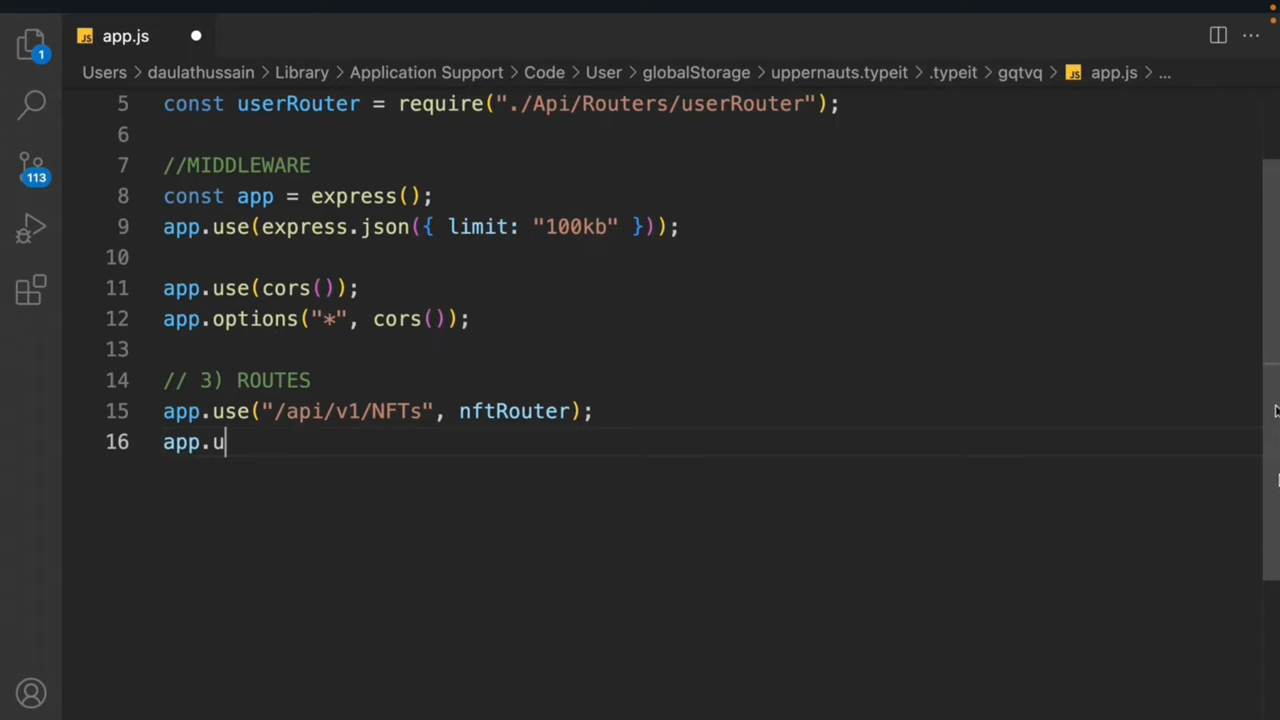 JS app.js
1
Users > daulathussain > Library > Application Support > Code > User > globalStorage > uppernauts.typeit > .typeit > gqtvq > JS app.js > ...
5 const userRouter = require("./Api/Routers/userRouter");
6
7 //MIDDLEWARE
113
8 const app = express();
9 app.use(express.json({ limit: "100kb" }));
10
11 app.use(cors());
12 app.options("*", cors());
13
14 // 3) ROUTES
15 app.use("/api/v1/NFTs", nftRouter);
16 app.u